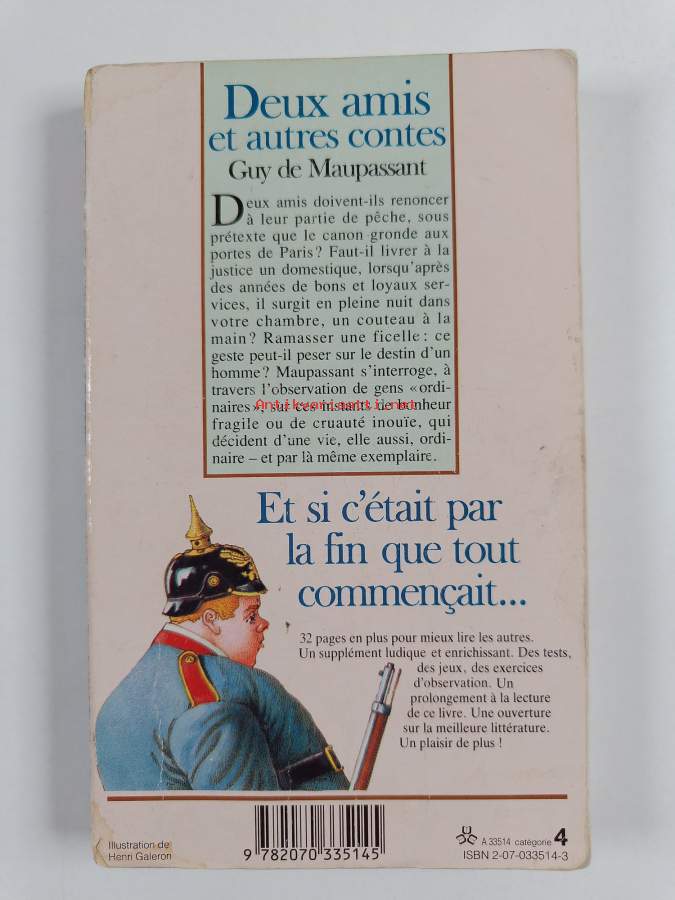 Deux amis
et autres contes
Guy de Maupassant
Deux amis doivent-ils renoncer
à leur partie de pêche, sous
prétexte que le canon gronde aux
portes de Paris? Faut-il livrer à la
justice un domestique, lorsqu'après
des années de bons et loyaux ser-
vices, il surgit en pleine nuit dans
votre chambre, un couteau à la
main? Ramasser une ficelle: ce
geste peut-il peser sur le destin d'un
homme? Maupassant s'interroge, à
travers l'observation de gens «ordi-
naires», sur ces instants de bonheur
Antikvariaatti.net
fragile ou de cruauté inouïe, qui
décident d'une vie, elle aussi, ordi-
naire – et par là même exemplaire.
Et si c'était par
la fin que tout
commençait...
32 pages en plus pour mieux lire les autres.
Un supplément ludique et enrichissant. Des tests,
des jeux, des exercices
d'observation. Un
prolongement à la lecture
de ce livre. Une ouverture
sur la meilleure littérature.
Un plaisir de plus !
Illustration de
Henri Galeron
9 782070 335145
A 33514 catégorie 4
ISBN 2-07-033514-3